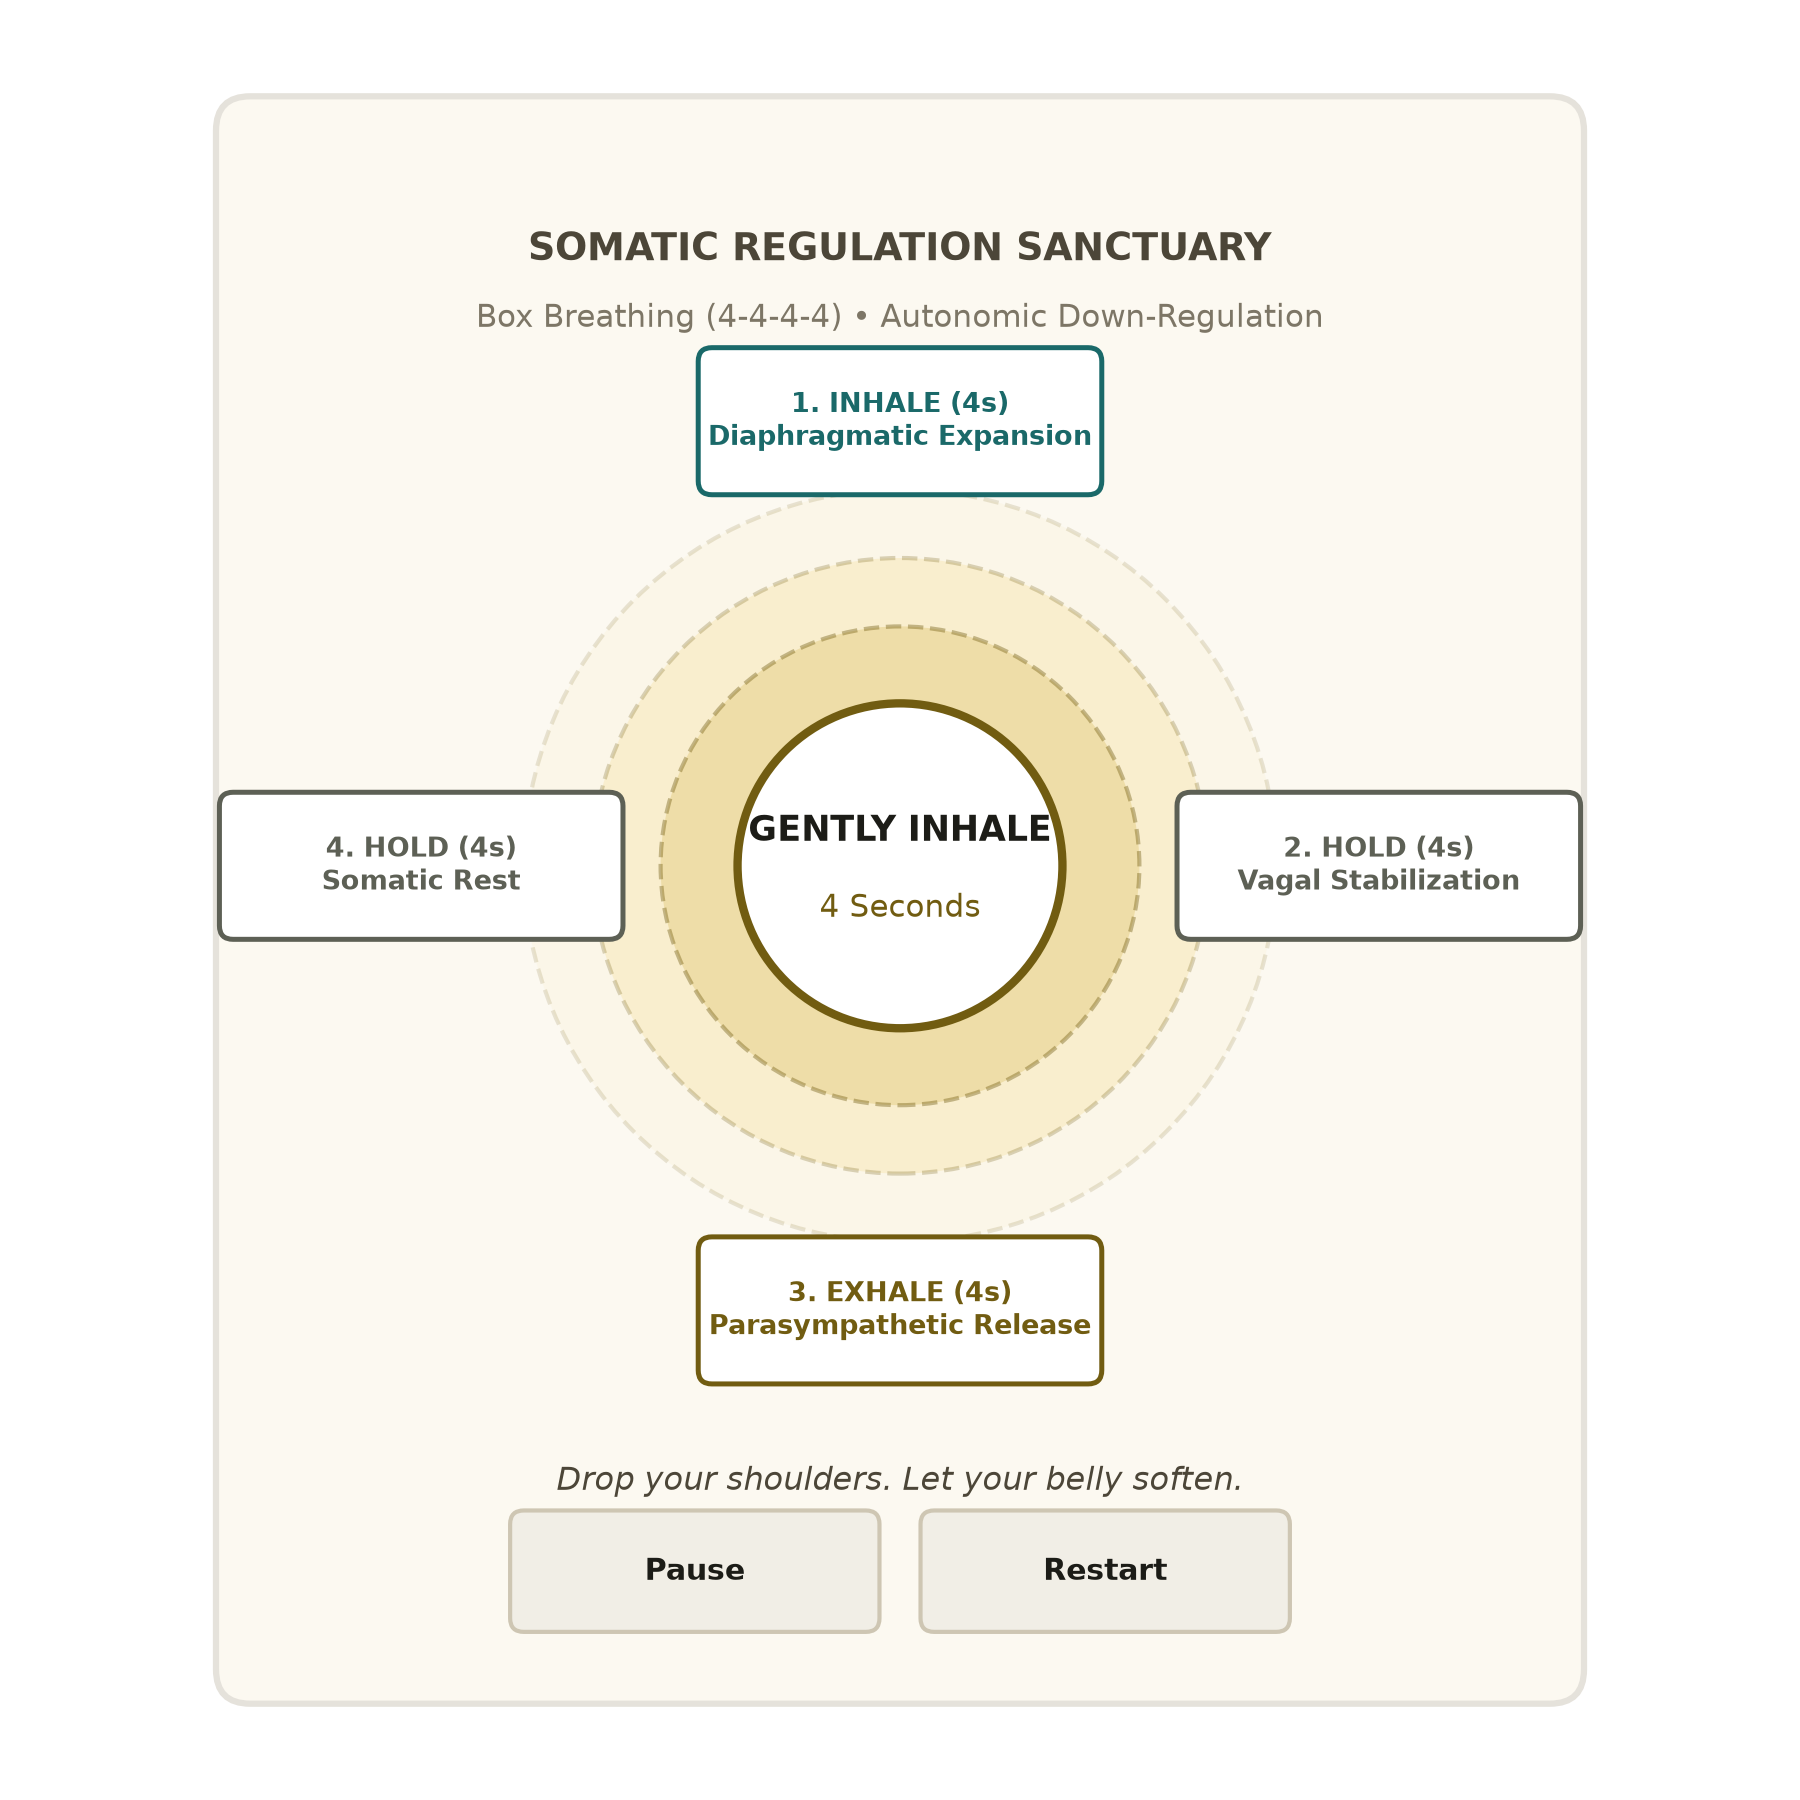 SOMATIC REGULATION SANCTUARY
Box Breathing (4-4-4-4) • Autonomic Down-Regulation
1. INHALE (4s)
Diaphragmatic Expansion
GENTLY INHALE
4 Seconds
4. HOLD (4s)
Somatic Rest
2. HOLD (4s)
Vagal Stabilization
3. EXHALE (4s)
Parasympathetic Release
Drop your shoulders. Let your belly soften.
Pause
Restart